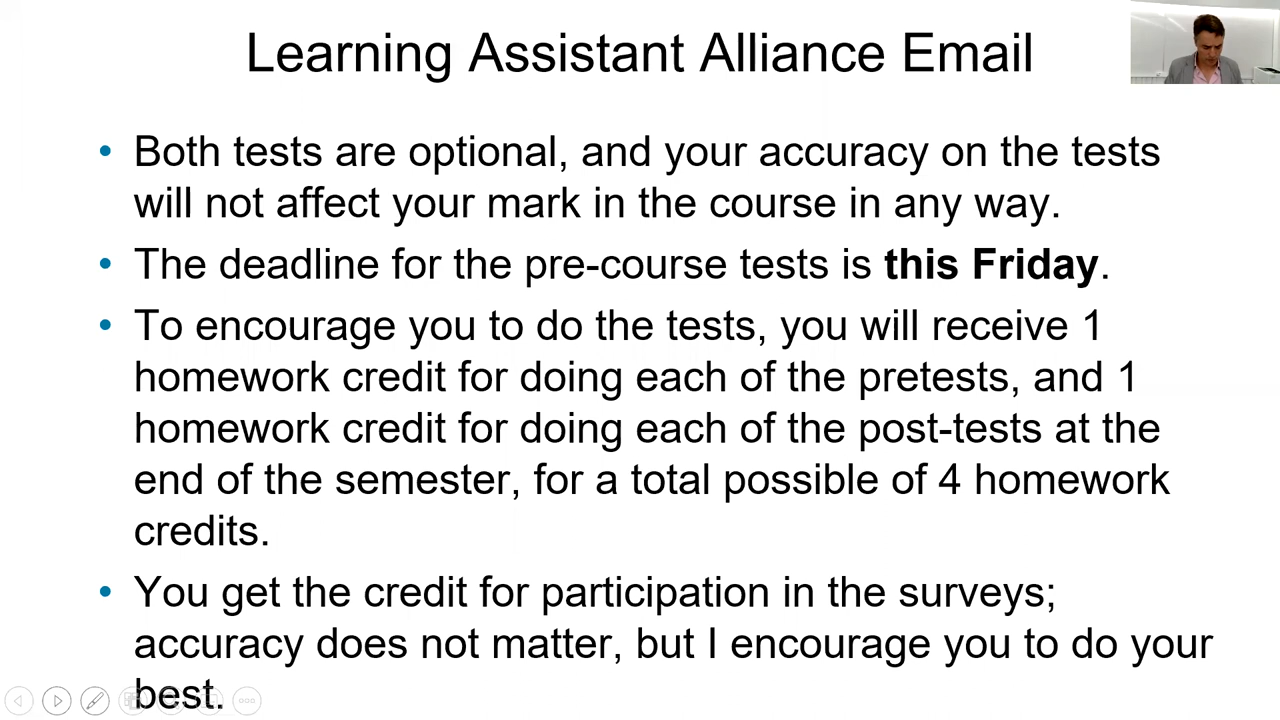 Learning Assistant Alliance Email
• Both tests are optional, and your accuracy on the tests
will not affect your mark in the course in any way.
• The deadline for the pre-course tests is this Friday.
• To encourage you to do the tests, you will receive 1
homework credit for doing each of the pretests, and 1
homework credit for doing each of the post-tests at the
end of the semester, for a total possible of 4 homework
credits.
• You get the credit for participation in the surveys;
accuracy does not matter, but I encourage you to do your
best.